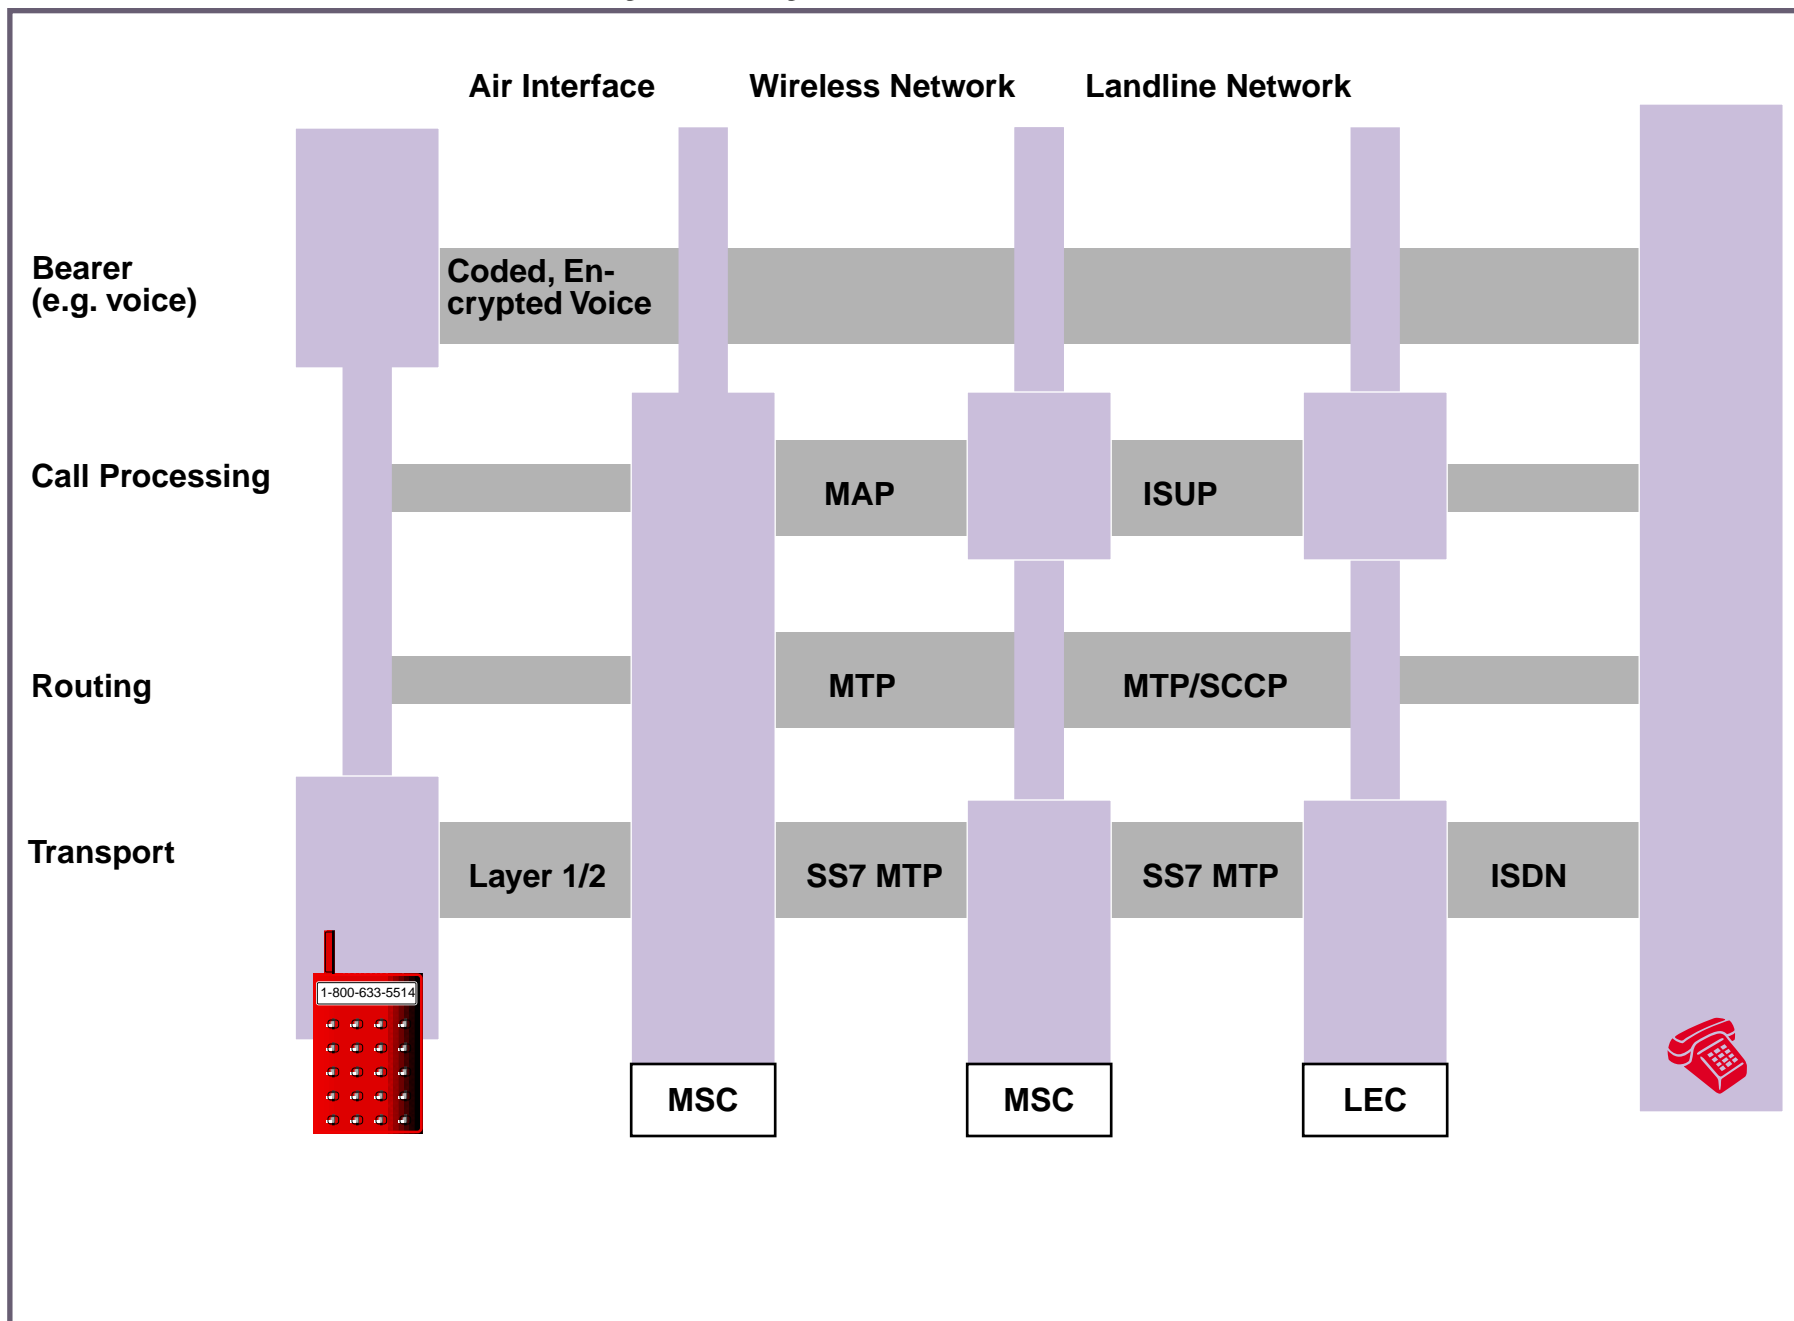 Air Interface
Wireless Network
Landline Network
Bearer
(e.g. voice)
Coded, En-
crypted Voice
Call Processing
MAP
ISUP
Routing
MTP
MTP/SCCP
Transport
Layer 1/2
SS7 MTP
SS7 MTP
ISDN
1-800-633-5514
MSC
MSC
LEC